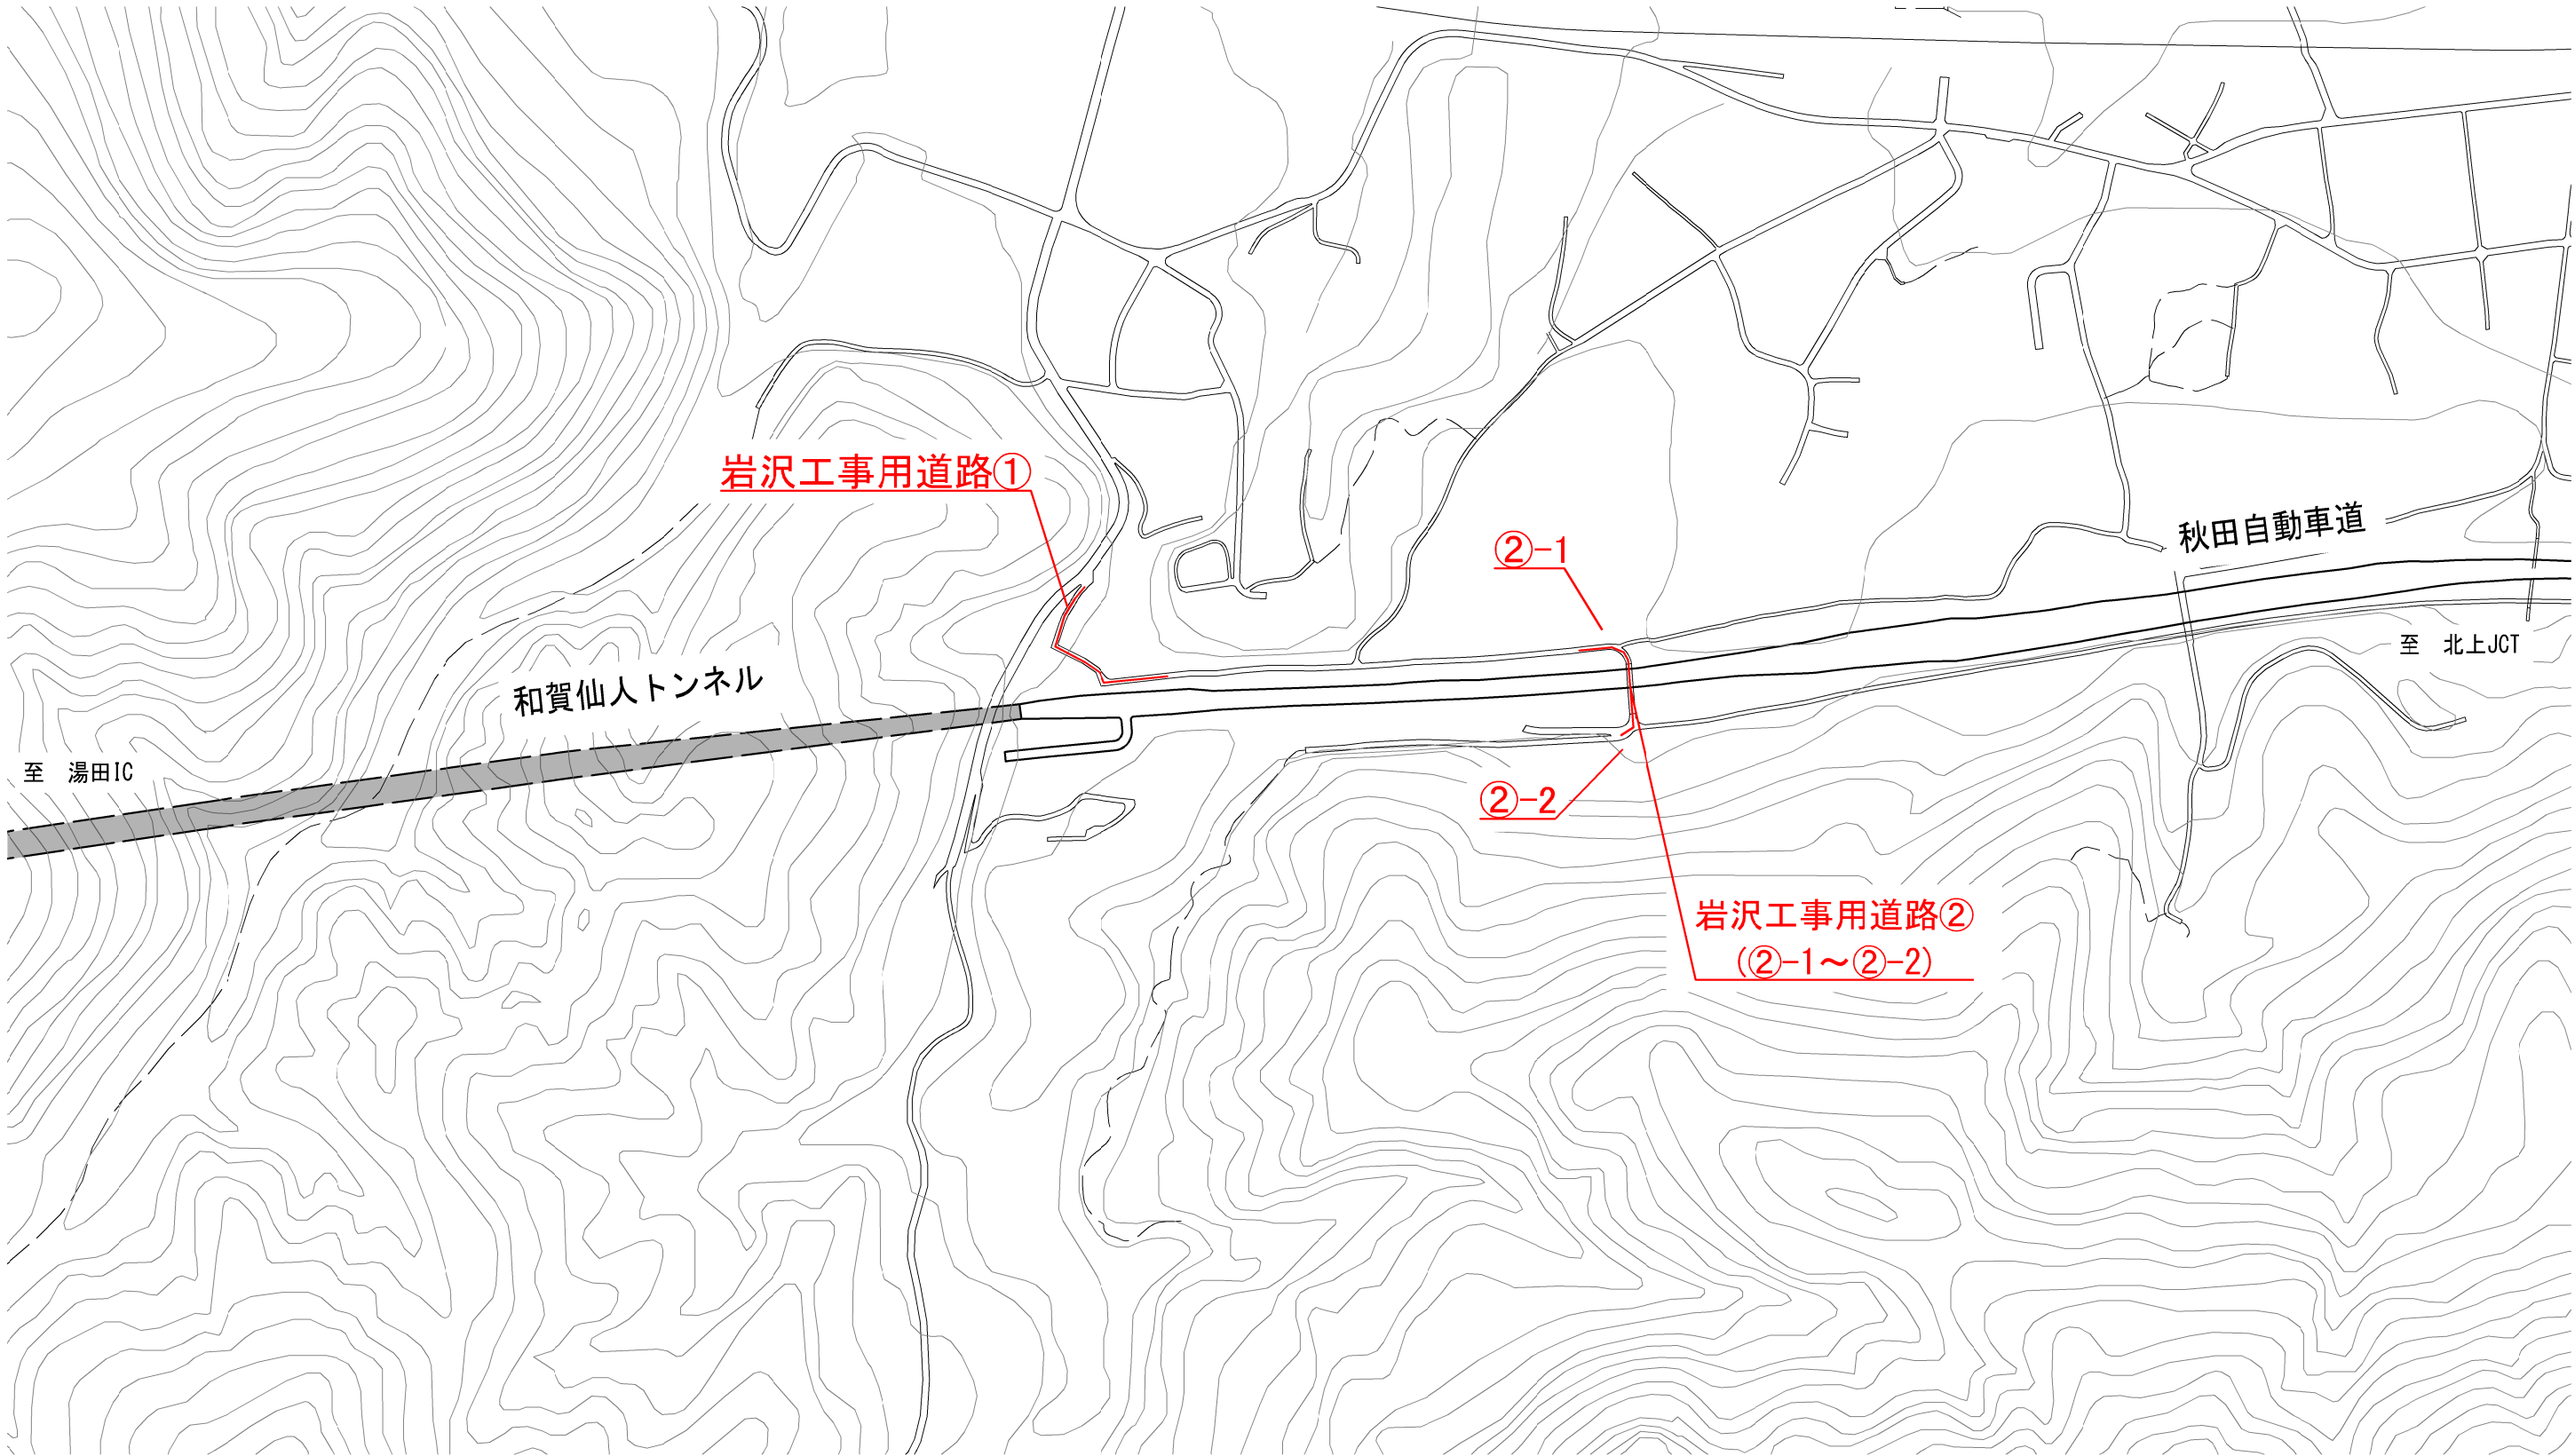 岩沢工事用道路①
②-1
秋田自動車道
至　北上JCT
和賀仙人トンネル
至　湯田IC
②-2
岩沢工事用道路②
(②-1～②-2)